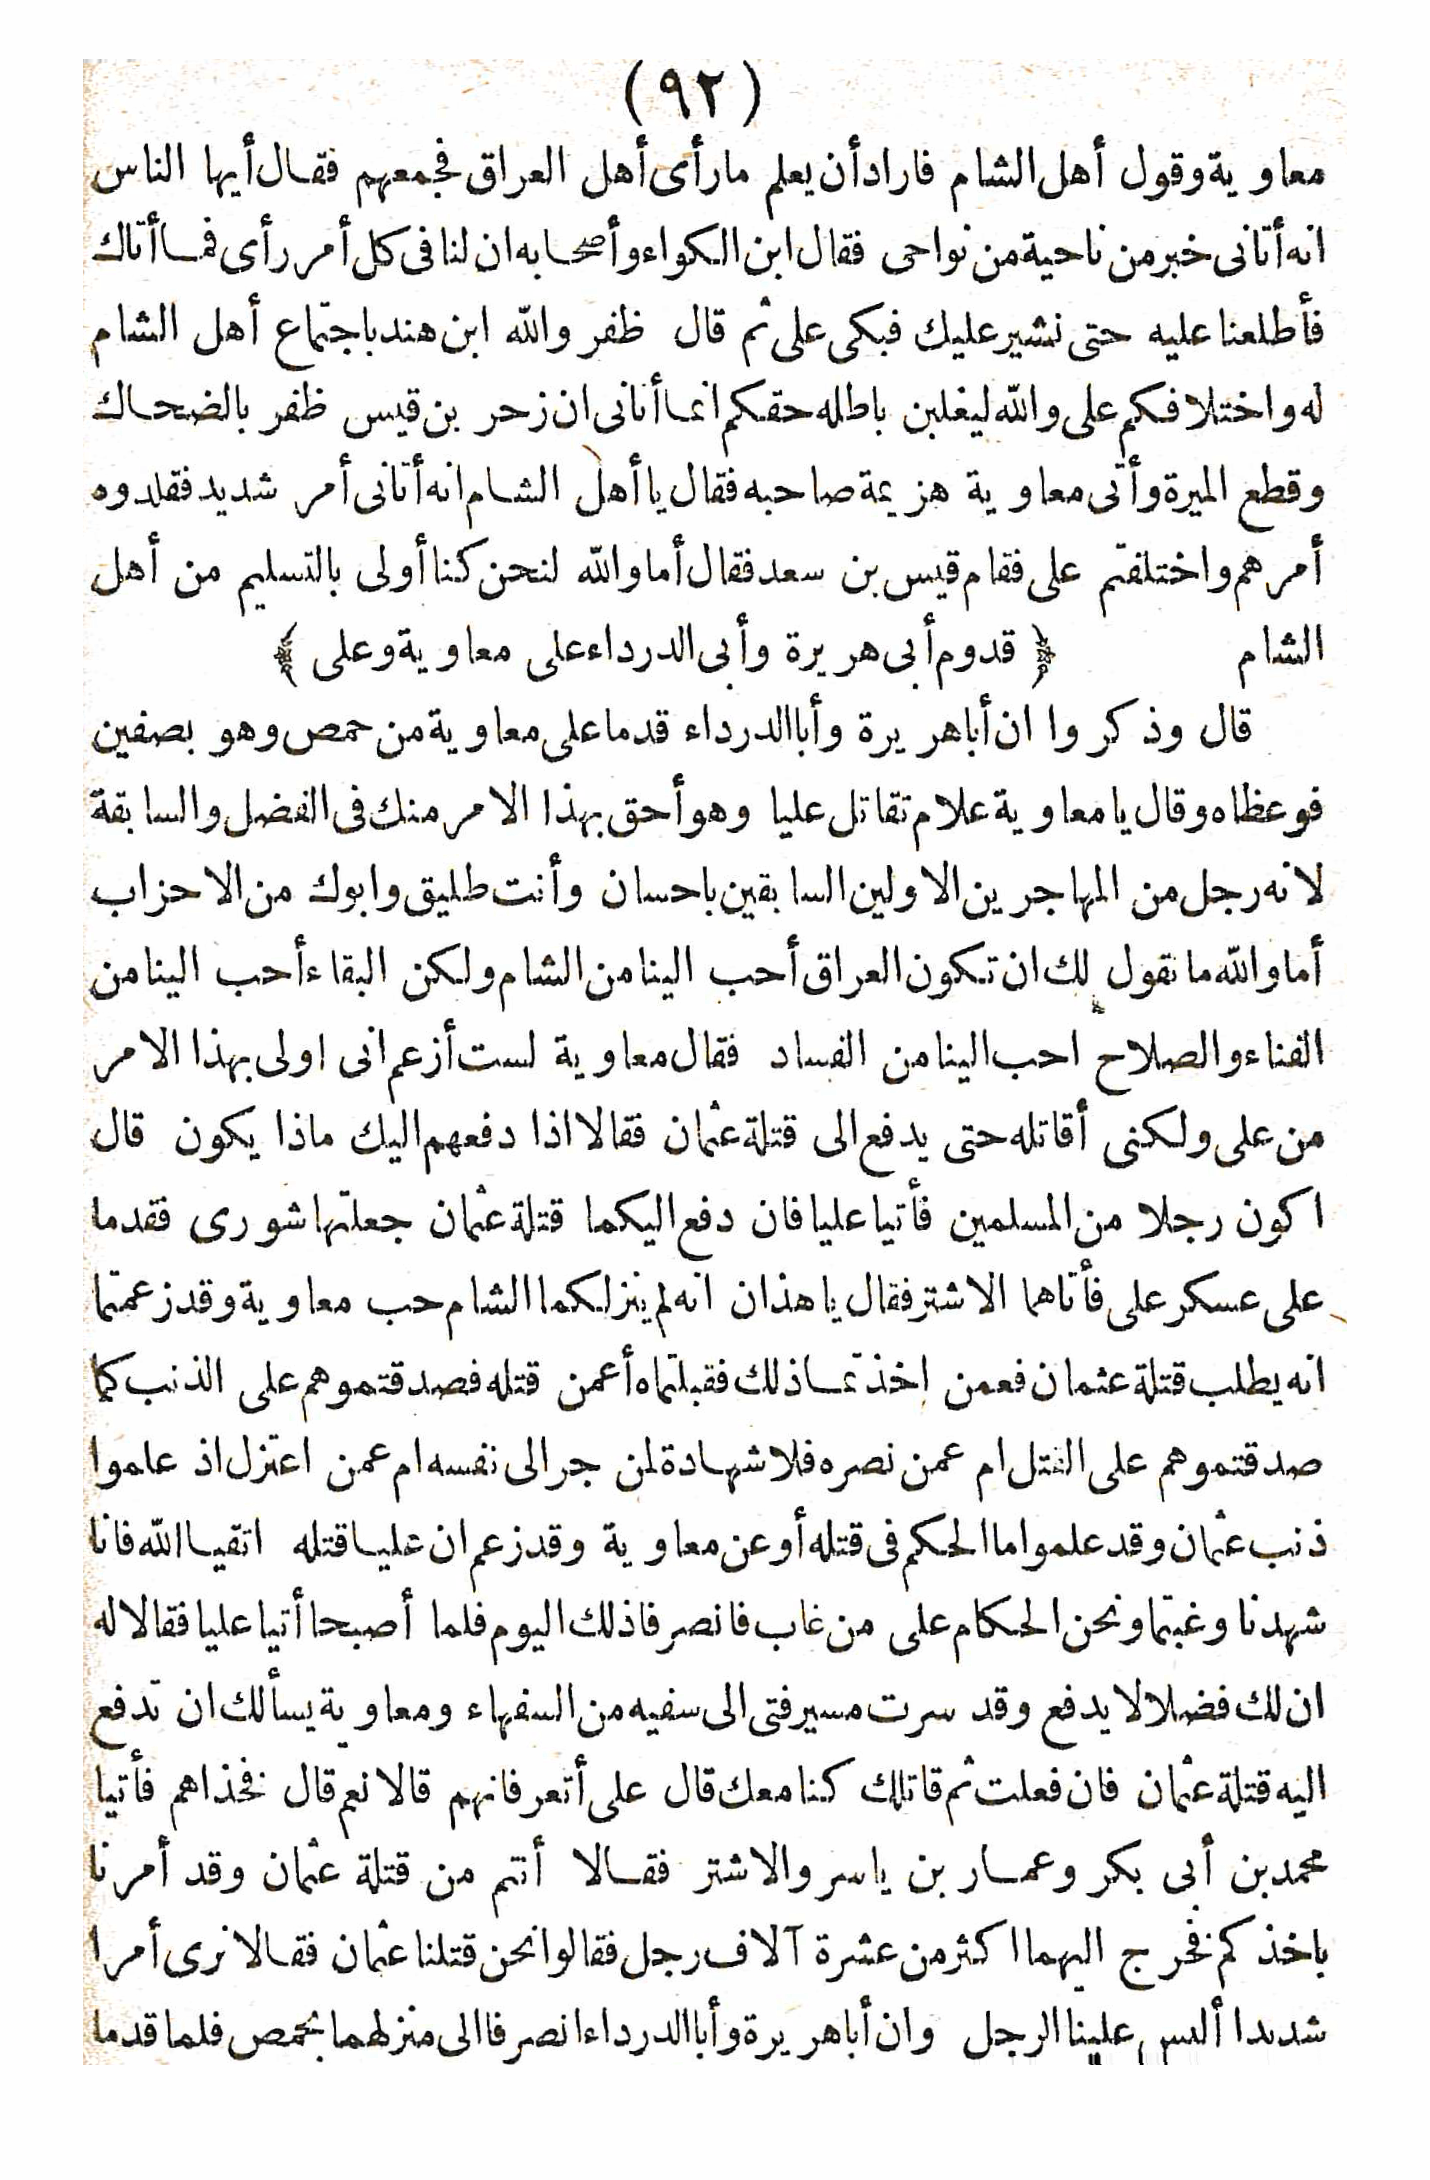 (٩٢)
معاوية وقول أهل الشام فاراد أن يعلم ما رأى أهل العراق فجمعهم فقال أيها الناس
انه أتانى خبر من ناحية من نواحى فقال ابن الكواء وأصحابه ان لنا فى كل أمر رأى فما أتاك
فأطلعنا عليه حتى نشير عليك فبكى على ثم قال ظفر والله ابن هند باجتماع أهل الشام
له واختلافكم على والله ليغلبن باطله حقكم انما أتانى ان زحر بن قيس ظفر بالضحاك
وقطع الميرة وأتى معاوية هزيمة صاحبه فقال يا أهل الشام انه أتانى أمر شديد فقلدوه
أمرهم واختلفتم على فقام قيس بن سعد فقال أما والله لنحن كنا أولى بالتسليم من أهل
الشام ﴿ قدوم أبى هريرة وأبى الدرداء على معاوية وعلى ﴾
قال وذكروا ان أبا هريرة وأبا الدرداء قدما على معاوية من حمص وهو بصفين
فوعظاه وقال يا معاوية علام تقاتل عليا وهو أحق بهذا الامر منك فى الفضل والسابقة
لانه رجل من المهاجرين الاولين السابقين باحسان وأنت طليق وابوك من الاحزاب
أما والله ما نقول لك ان تكون العراق أحب الينا من الشام ولكن البقاء أحب الينا من
الفناء والصلاح احب الينا من الفساد فقال معاوية لست أزعم انى اولى بهذا الامر
من على ولكنى أقاتله حتى يدفع الى قتلة عثمان فقالا اذا دفعهم اليك ماذا يكون قال
اكون رجلا من المسلمين فأتيا عليا فان دفع اليكما قتلة عثمان جعلتها شورى فقدما
على عسكر على فأتاهما الاشتر فقال يا هذان انه لم ينزلكما الشام حب معاوية وقد زعمتما
انه يطلب قتلة عثمان فعمن اخذتما ذلك فقبلتماه أعمن قتله فصدقتموهم على الذنب كما
صدقتموهم على القتل ام عمن نصره فلا شهادة لمن جر الى نفسه ام عمن اعتزل اذ علموا
ذنب عثمان وقد علموا ما الحكم فى قتله أو عن معاوية وقد زعم ان عليا قتله اتقيا الله فانا
شهدنا وغبتما ونحن الحكام على من غاب فانصرفا ذلك اليوم فلما أصبحا أتيا عليا فقالا له
ان لك فضلا لا يدفع وقد سرت مسير فتى الى سفيه من السفهاء ومعاوية يسألك ان تدفع
اليه قتلة عثمان فان فعلت ثم قاتلك كنا معك قال على أتعرفانهم قالا نعم قال فخذاهم فأتيا
محمد بن أبى بكر وعمار بن ياسر والاشتر فقالا أنتم من قتلة عثمان وقد أمرنا
باخذكم فخرج اليهما اكثر من عشرة آلاف رجل فقالوا نحن قتلنا عثمان فقالا نرى أمرا
شديدا ألبس علينا الرجل وان أبا هريرة وأبا الدرداء انصرفا الى منزلهما بحمص فلما قدما